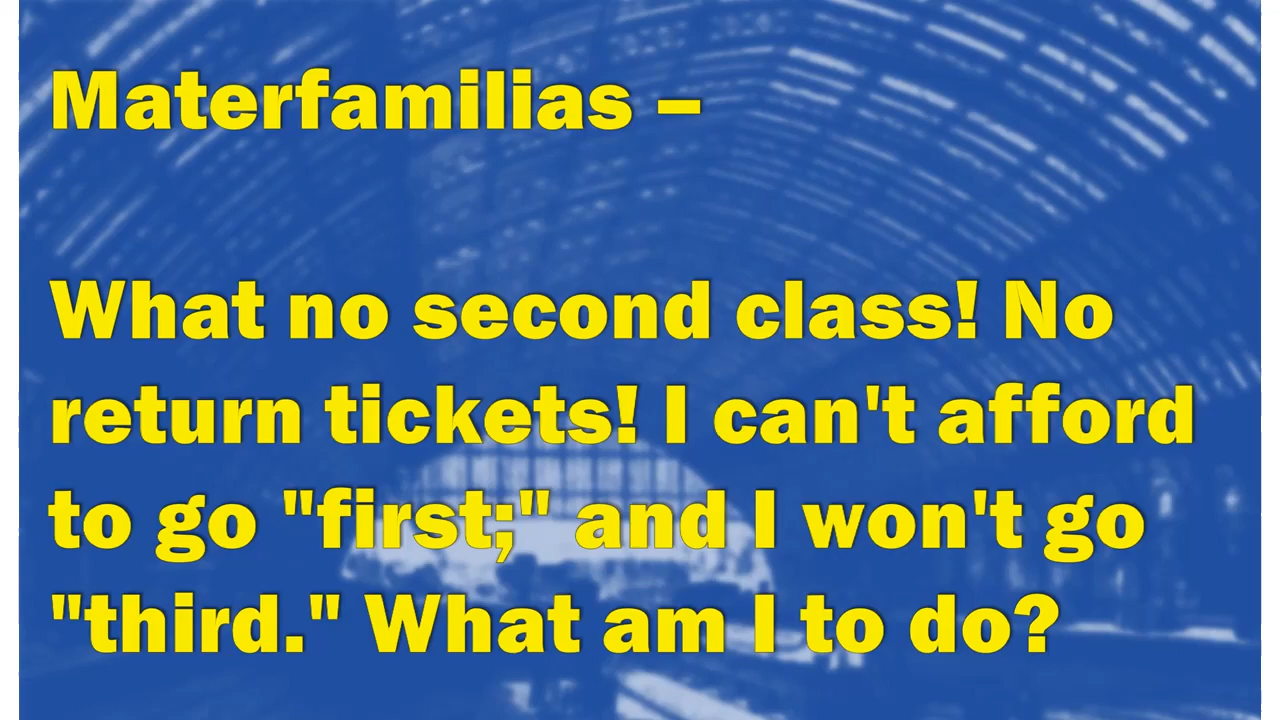 Materfamilias –
What no second class! No
return tickets! I can't afford
to go "first;" and I won't go
"third." What am I to do?